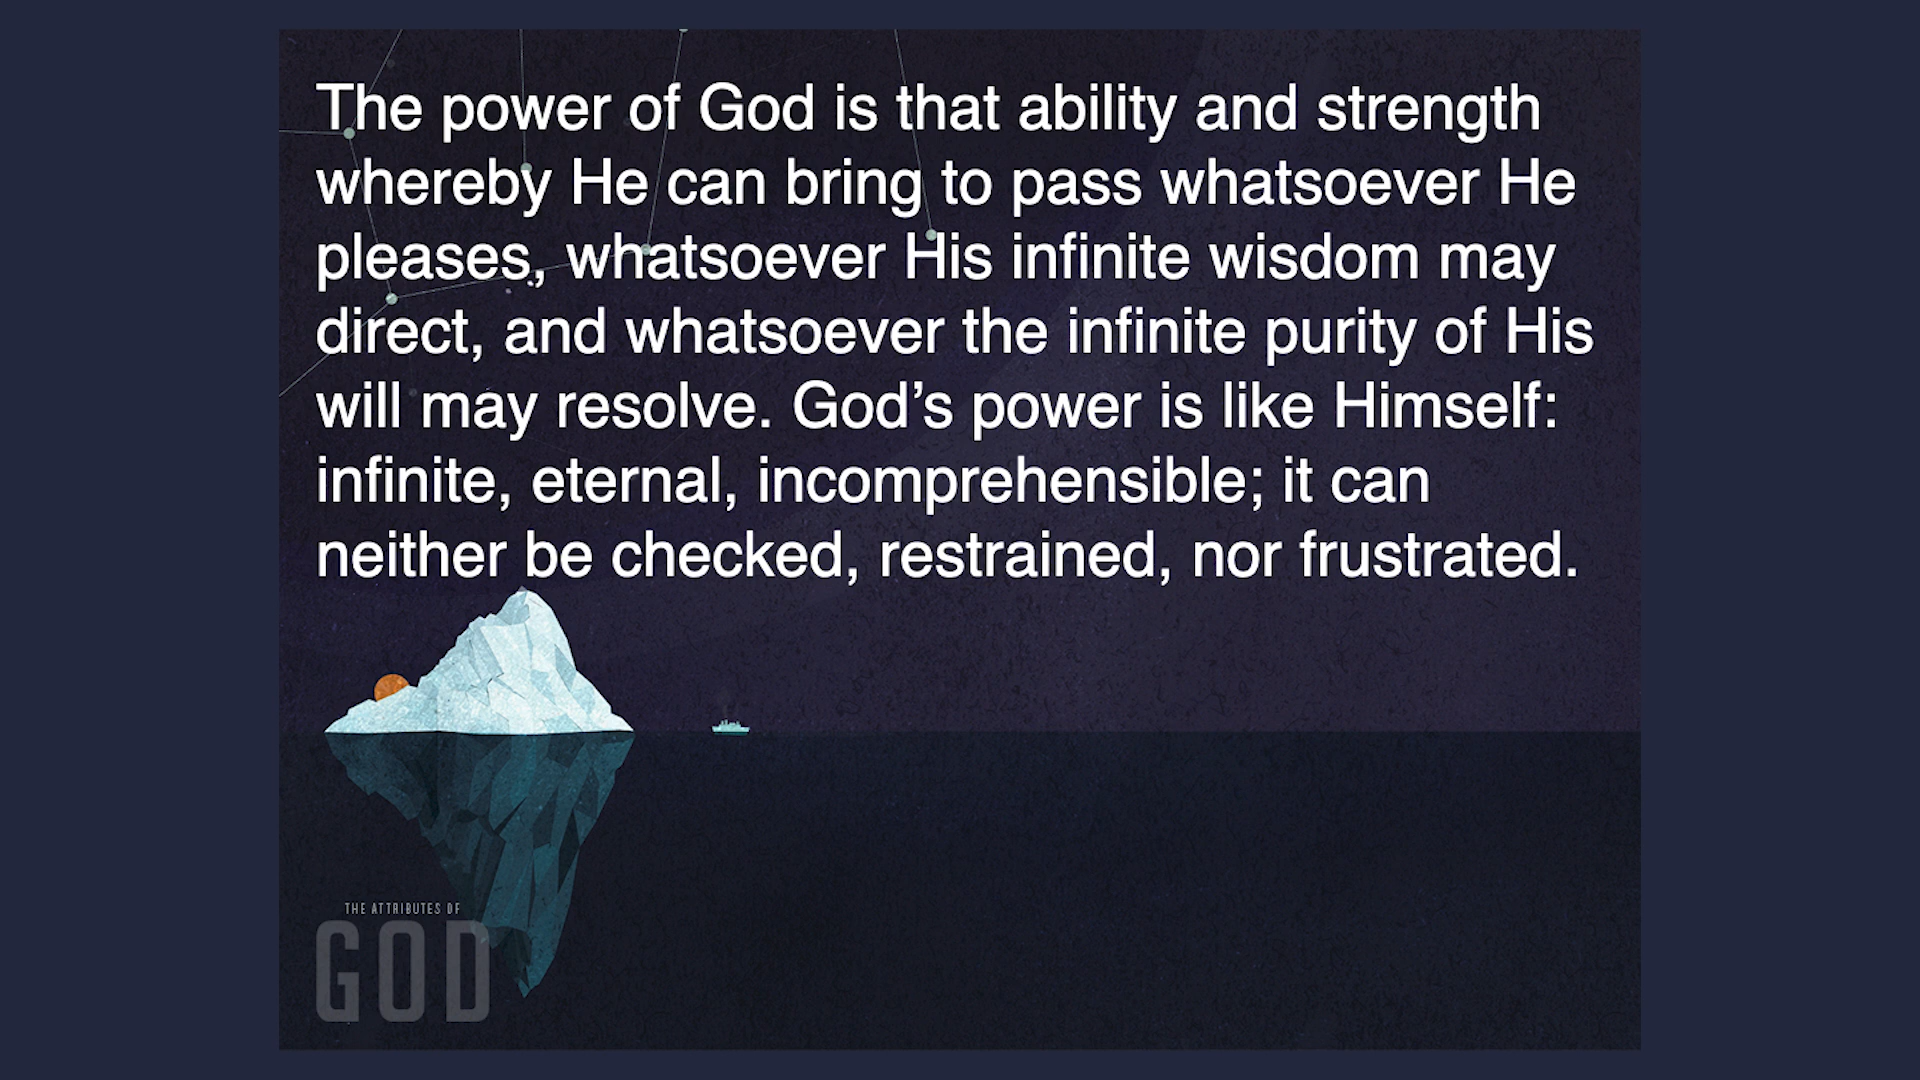 The power of God is that ability and strength
whereby He can bring to pass whatsoever He
pleases, whatsoever His infinite wisdom may
direct, and whatsoever the infinite purity of His
will may resolve. God’s power is like Himself:
infinite, eternal, incomprehensible; it can
neither be checked, restrained, nor frustrated.
THE ATTRIBUTES OF
GOD